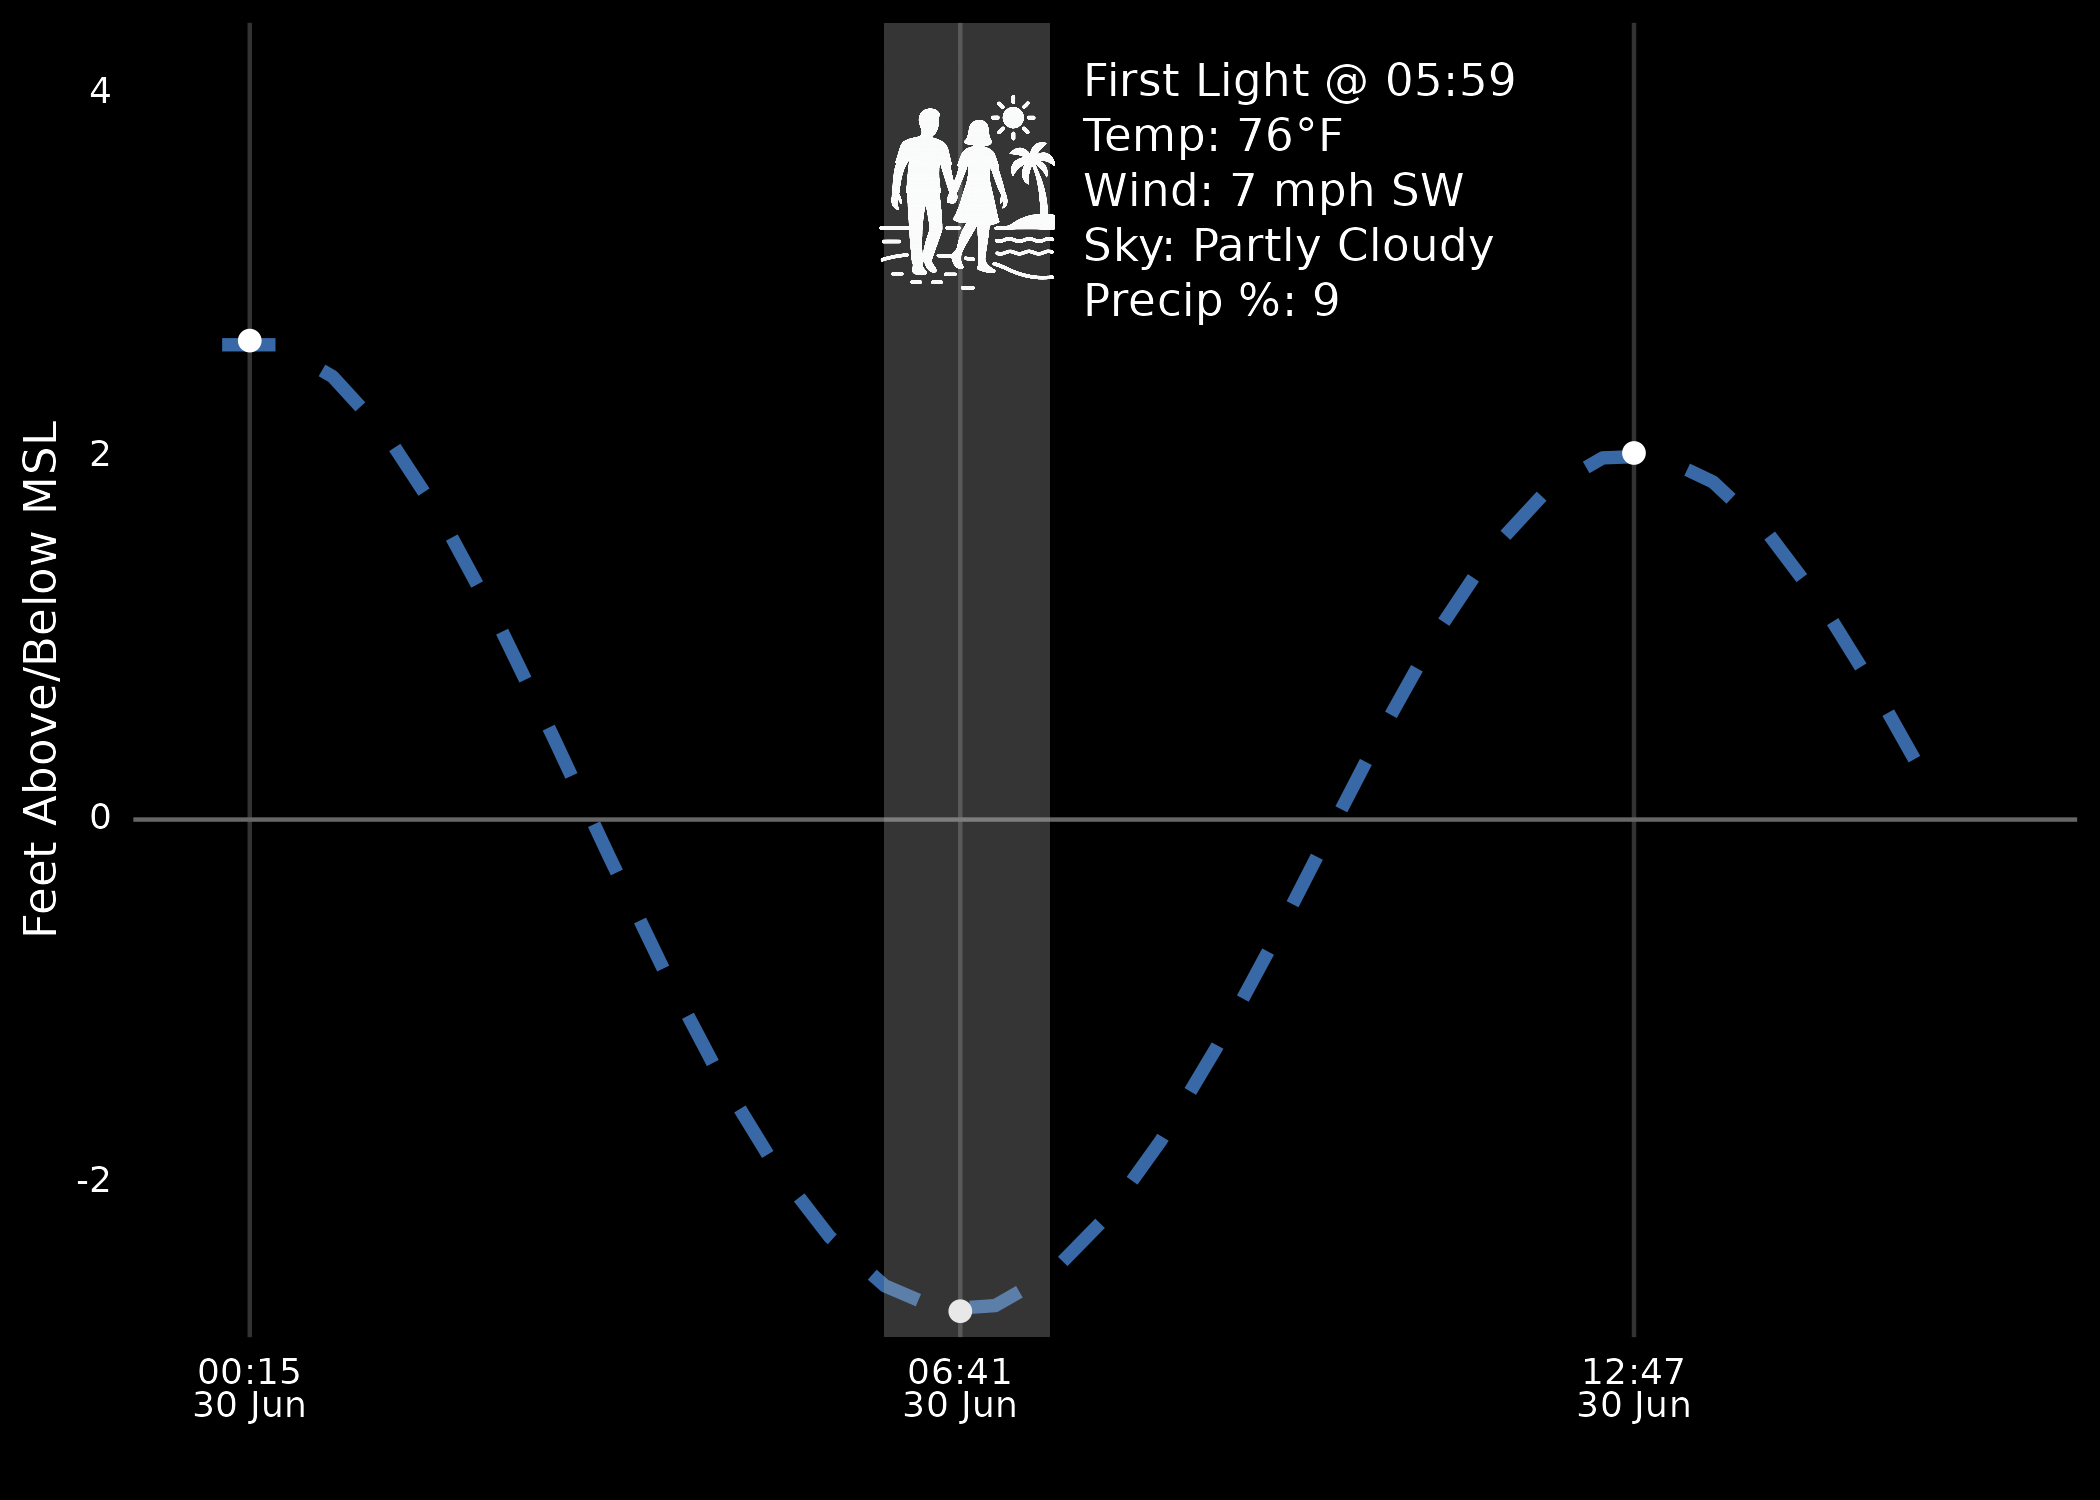 First Light @ 05:59
Temp: 76°F
Wind: 7 mph SW
Sky: Partly Cloudy
Precip %: 9
Feet Above/Below MSL
4
2
0
-2
00:15
30 Jun
06:41
30 Jun
12:47
30 Jun